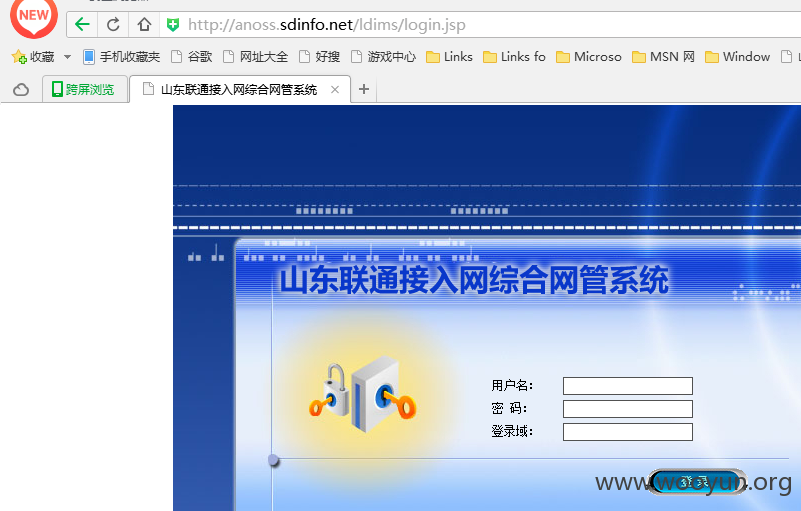 NEW
http://anoss.sdinfo.net/ldims/login.jsp
收藏 手机收藏夹 谷歌 网址大全 好搜 游戏中心 Links Links fo Microso MSN 网 Window
跨屏浏览 山东联通接入网综合网管系统
山东联通接入网综合网管系统
用户名：
密 码：
登录域：
登 录
www.wooyun.org